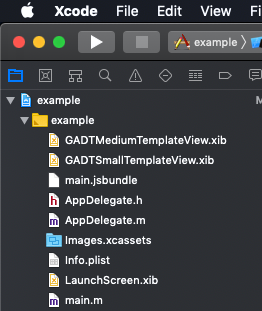 Xcode File Edit View F
example
example
M
example
GADTMediumTemplateView.xib
GADTSmallTemplateView.xib
main.jsbundle
h AppDelegate.h
m AppDelegate.m
Images.xcassets
Info.plist
LaunchScreen.xib
m main.m